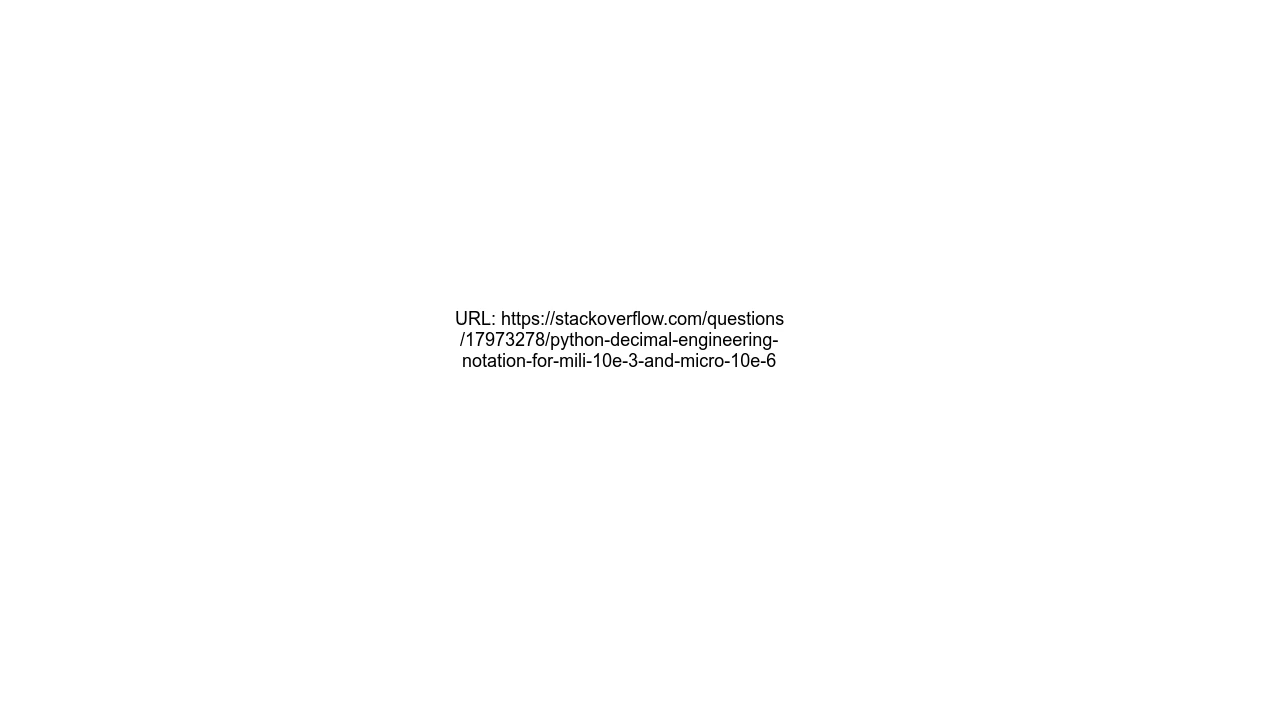 URL: https://stackoverflow.com/questions
/17973278/python-decimal-engineering-
notation-for-mili-10e-3-and-micro-10e-6